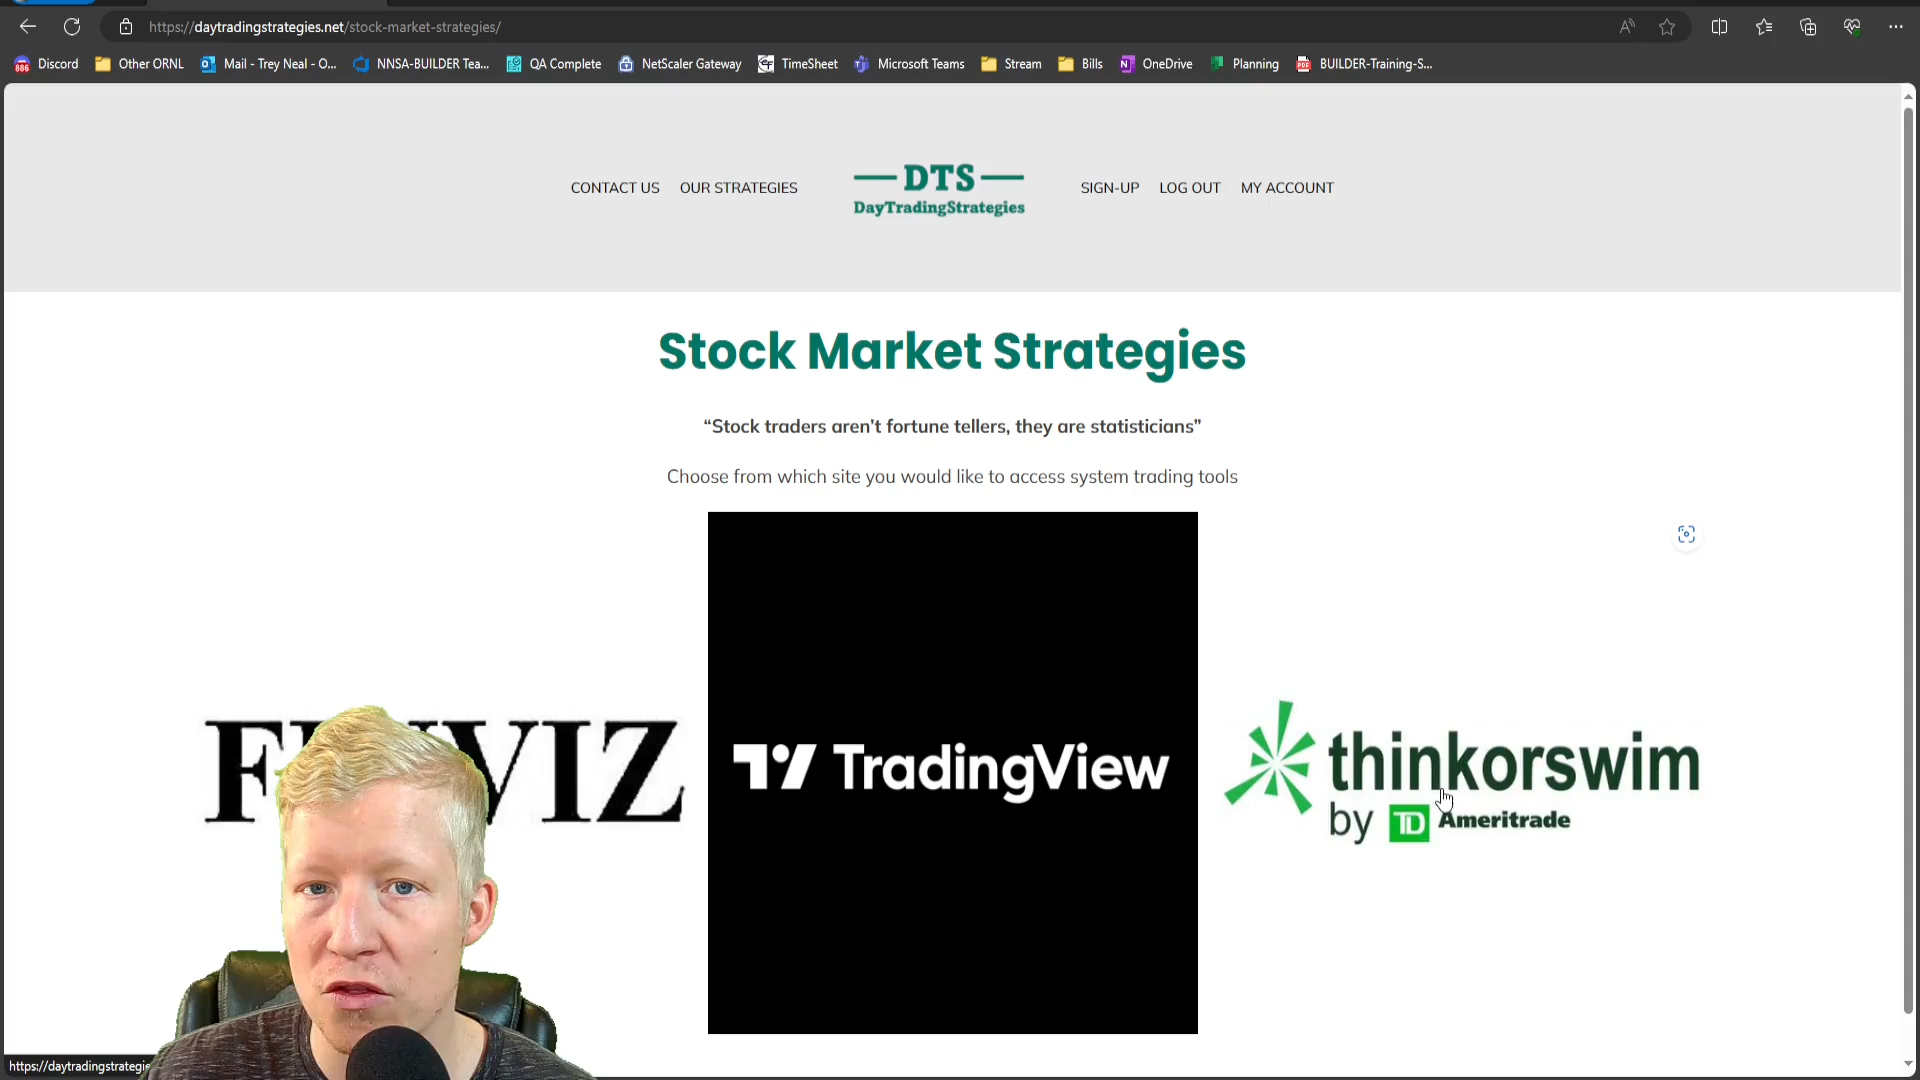 https://daytradingstrategies.net/stock-market-strategies/
Discord
Other ORNL
Mail - Trey Neal - O...
NNSA-BUILDER Tea...
QA Complete
NetScaler Gateway
TimeSheet
Microsoft Teams
Stream
Bills
OneDrive
Planning
BUILDER-Training-S...
CONTACT US
OUR STRATEGIES
DTS
DayTradingStrategies
SIGN-UP
LOG OUT
MY ACCOUNT
Stock Market Strategies
“Stock traders aren’t fortune tellers, they are statisticians”
Choose from which site you would like to access system trading tools
TradingView
thinkorswim
by TD Ameritrade
https://daytradingstrategie